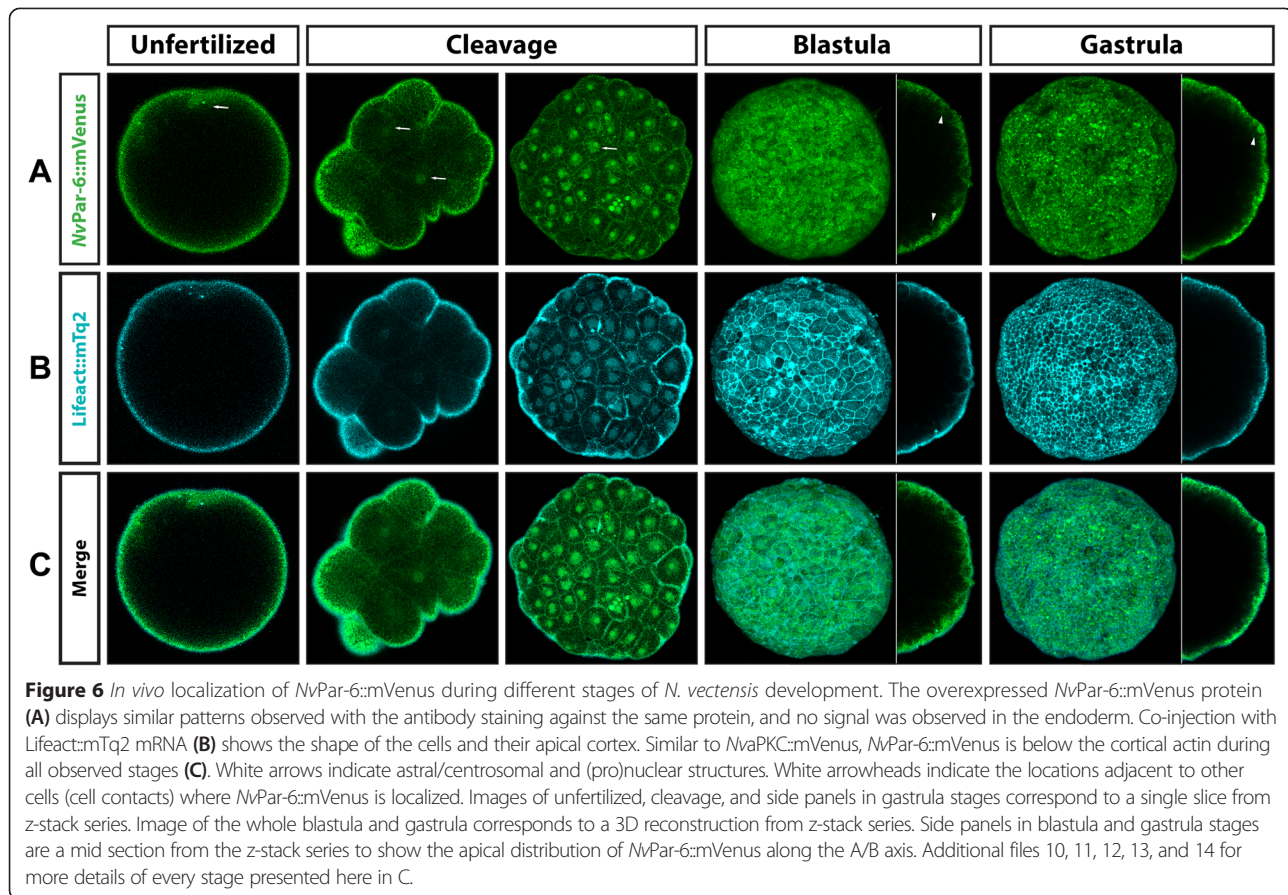 Unfertilized
Cleavage
Blastula
Gastrula
A
NvPar-6::mVenus
B
Lifeact::mTq2
C
Merge
Figure 6 In vivo localization of NvPar-6::mVenus during different stages of N. vectensis development. The overexpressed NvPar-6::mVenus protein
(A) displays similar patterns observed with the antibody staining against the same protein, and no signal was observed in the endoderm. Co-injection with
Lifeact::mTq2 mRNA (B) shows the shape of the cells and their apical cortex. Similar to NvaPKC::mVenus, NvPar-6::mVenus is below the cortical actin during
all observed stages (C). White arrows indicate astral/centrosomal and (pro)nuclear structures. White arrowheads indicate the locations adjacent to other
cells (cell contacts) where NvPar-6::mVenus is localized. Images of unfertilized, cleavage, and side panels in gastrula stages correspond to a single slice from
z-stack series. Image of the whole blastula and gastrula corresponds to a 3D reconstruction from z-stack series. Side panels in blastula and gastrula stages
are a mid section from the z-stack series to show the apical distribution of NvPar-6::mVenus along the A/B axis. Additional files 10, 11, 12, 13, and 14 for
more details of every stage presented here in C.